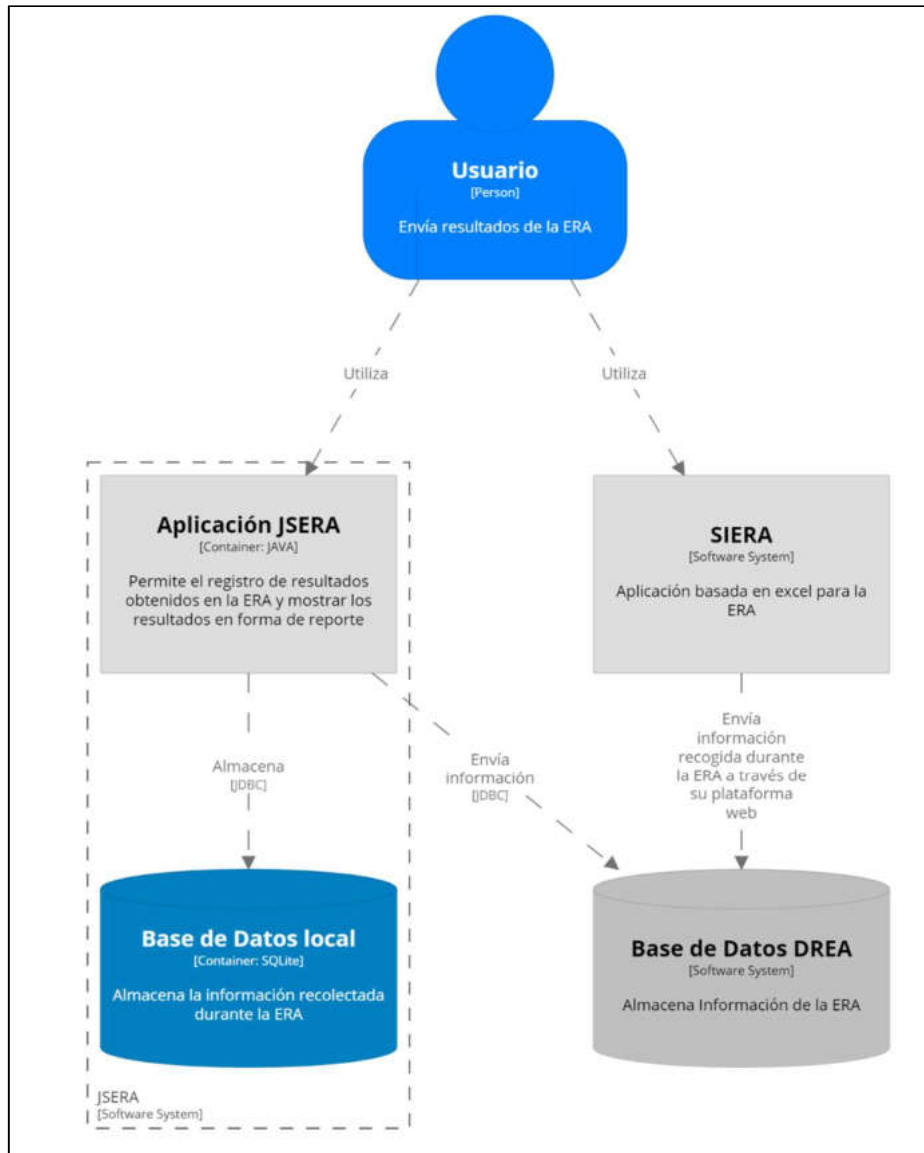 Usuario
[Person]
Envía resultados de la ERA
Utiliza
Utiliza
Aplicación JSERA
[Container: JAVA]
Permite el registro de resultados
obtenidos en la ERA y mostrar los
resultados en forma de reporte
SIERA
[Software System]
Aplicación basada en excel para la
ERA
Almacena
[JDBC]
Envía
información
[JDBC]
Envía
información
recogida durante
la ERA a través de
su plataforma
web
Base de Datos local
[Container: SQLite]
Almacena la información recolectada
durante la ERA
Base de Datos DREA
[Software System]
Almacena Información de la ERA
JSERA
[Software System]